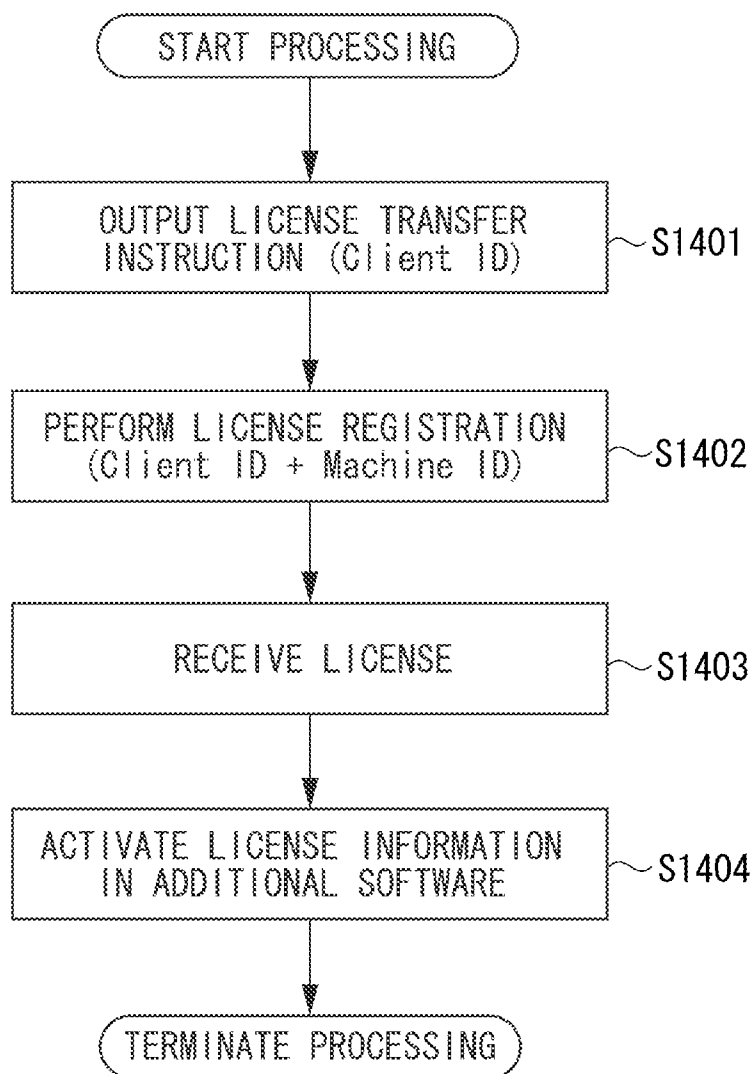 START PROCESSING
OUTPUT LICENSE TRANSFER
INSTRUCTION (Client ID)
S1401
PERFORM LICENSE REGISTRATION
(Client ID + Machine ID)
S1402
RECEIVE LICENSE
S1403
ACTIVATE LICENSE INFORMATION
IN ADDITIONAL SOFTWARE
S1404
TERMINATE PROCESSING